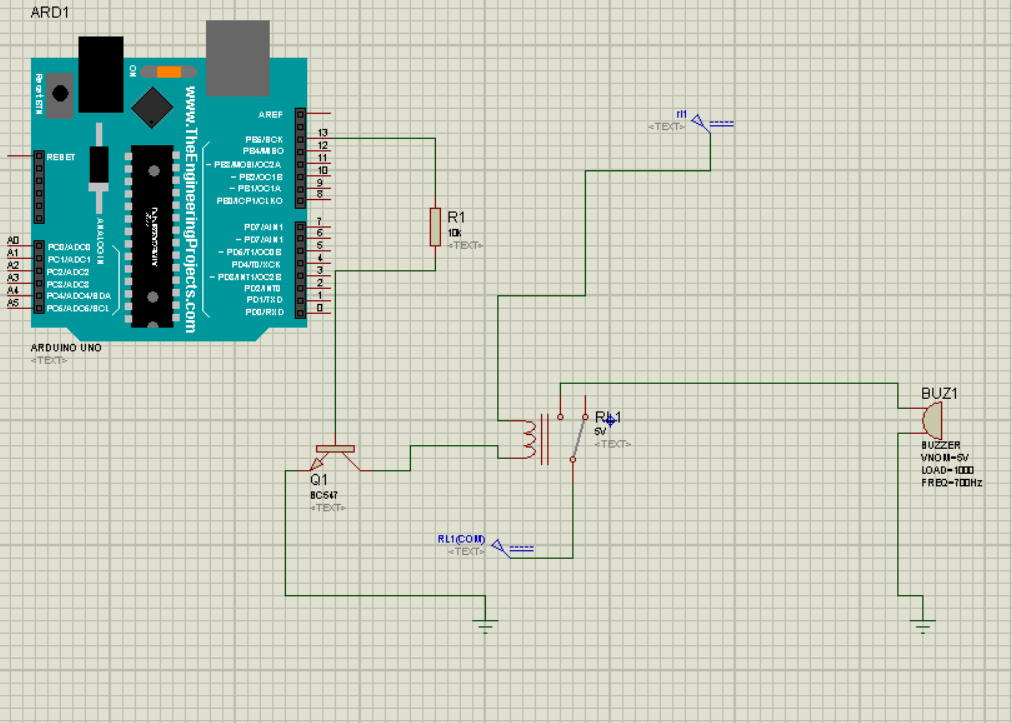 ARD1
Reset BTN
ON
www.TheEngineeringProjects.com
ANALOG IN
RESET
A0
PC0/ADC0
A1
PC1/ADC1
A2
PC2/ADC2
A3
PC3/ADC3
A4
PC4/ADC4/SDA
A5
PC5/ADC5/SCL
AREF
PB5/SCK
13
PB4/MISO
12
~ PB3/MOSI/OC2A
11
~ PB2/OC1B
10
~ PB1/OC1A
9
PB0/ICP1/CLKO
8
PD7/AIN1
7
~ PD6/AIN1
6
~ PD5/T1/OC0B
5
PD4/T0/XCK
4
~ PD3/INT1/OC2B
3
PD2/INT0
2
PD1/TXD
1
PD0/RXD
0
ARDUINO UNO
<TEXT>
R1
10k
<TEXT>
rl1
<TEXT>
RL1
5V
<TEXT>
BUZ1
BUZZER
VNOM=5V
LOAD=1000
FREQ=700Hz
Q1
BC547
<TEXT>
RL1(COM)
<TEXT>